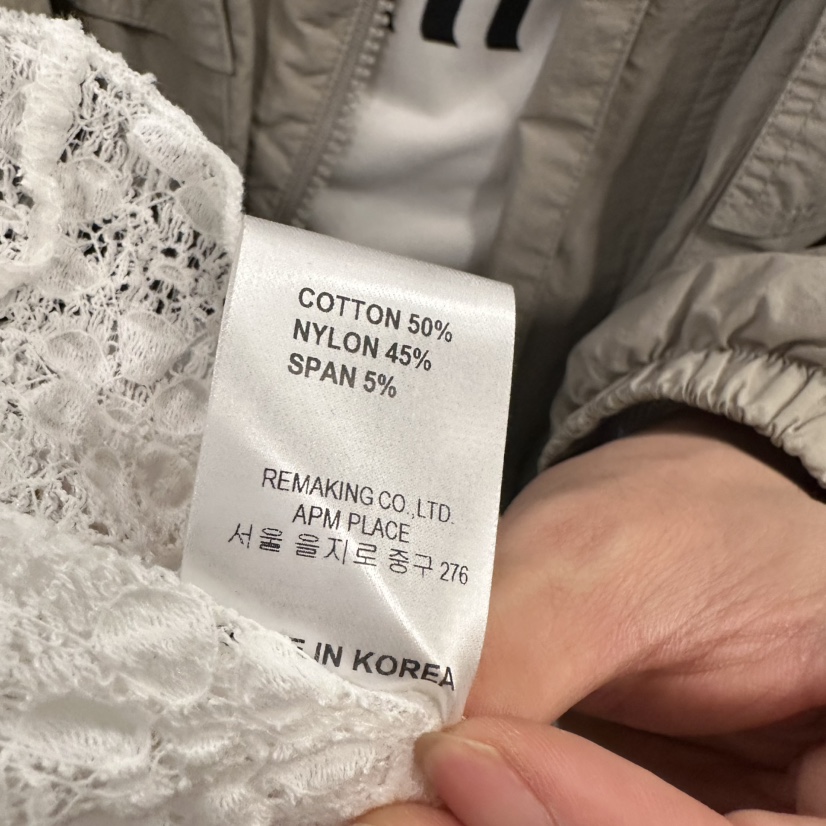 COTTON 50%
NYLON 45%
SPAN 5%
REMAKING CO.,LTD.
APM PLACE
서울 을지로 중구 276
IN KOREA